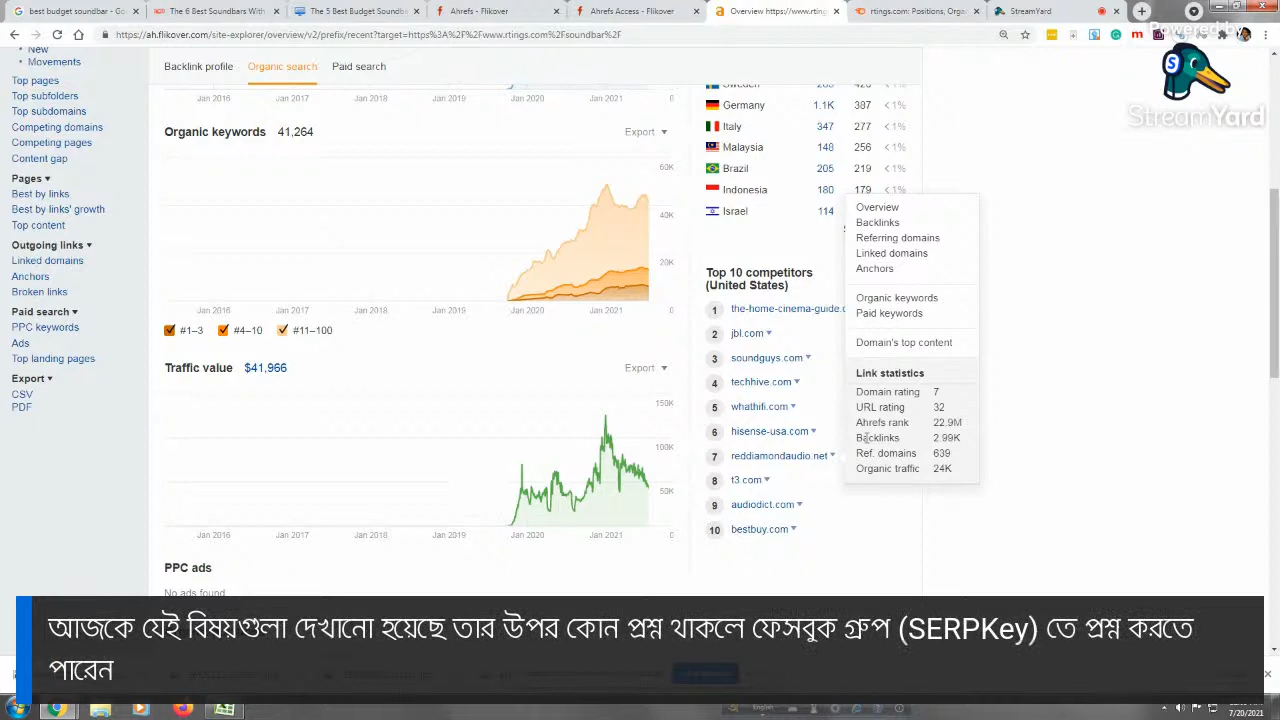 best budget soundbar - Go
The 6 Best Soundbars With
The 5 Best Budget Soundba
Ahrefs - Flikover
Ahrefs Access - Flikover
Overview https://www.rting
rtings.com: Positions, Organ
StreamYard
ah.flikover.com/site-explorer/overview/v2/prefix/recent?target=https%3A%2F%2Fwww.rtings.com%2Fsoundbar%2F
Powered by
StreamYard
New
Movements
Top pages
Top subfolders
Top subdomains
Competing domains
Competing pages
Content gap
Pages
Best by links
Best by links' growth
Top content
Outgoing links
Linked domains
Anchors
Broken links
Paid search
PPC keywords
Ads
Top landing pages
Export
CSV
PDF
Backlink profile Organic search Paid search
Jan 2016 Jan 2017 Jan 2018 Jan 2019 Jan 2020 Jan 2021 0
Organic keywords 41,264 Export
60K
40K
20K
Jan 2016 Jan 2017 Jan 2018 Jan 2019 Jan 2020 Jan 2021 0
#1–3 #4–10 #11–100
Traffic value $41,966 Export
150K
100K
50K
Jan 2016 Jan 2017 Jan 2018 Jan 2019 Jan 2020 Jan 2021 0
PPC ads
No ads found
Sweden
Germany 1.1K 387 <1%
Italy 347 277 <1%
Malaysia 148 256 <1%
Brazil 205 219 <1%
Indonesia 180 179 <1%
Israel 114
Top 10 competitors
(United States)
1 the-home-cinema-guide.c
2 jbl.com
3 soundguys.com
4 techhive.com
5 whathifi.com
6 hisense-usa.com
7 reddiamondaudio.net
8 t3.com
9 audiodict.com
10 bestbuy.com
Overview
Backlinks
Referring domains
Linked domains
Anchors
Organic keywords
Paid keywords
Domain's top content
Link statistics
Domain rating 7
URL rating 32
Ahrefs rank 22.9M
Backlinks 2.99K
Ref. domains 639
Organic traffic 24K
আজকে যেই বিষয়গুলা দেখানো হয়েছে তার উপর কোন প্রশ্ন থাকলে ফেসবুক গ্রুপ (SERPKey) তে প্রশ্ন করতে
পারেন
English
7/20/2021